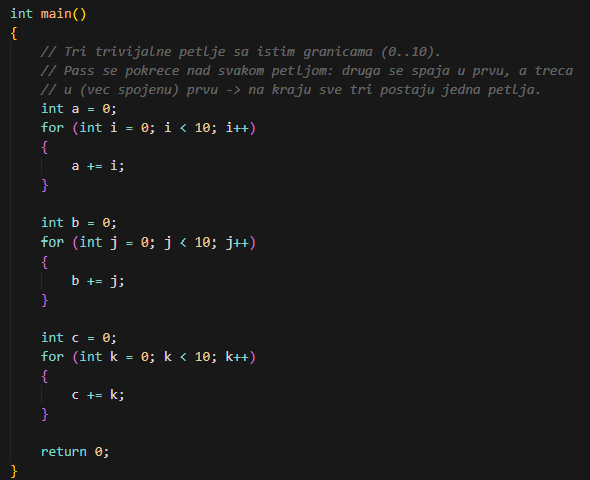 int main()
{
// Tri trivijalne petlje sa istim granicama (0..10).
// Pass se pokrece nad svakom petljom: druga se spaja u prvu, a treca
// u (vec spojenu) prvu -> na kraju sve tri postaju jedna petlja.
int a = 0;
for (int i = 0; i < 10; i++)
{
a += i;
}
int b = 0;
for (int j = 0; j < 10; j++)
{
b += j;
}
int c = 0;
for (int k = 0; k < 10; k++)
{
c += k;
}
return 0;
}